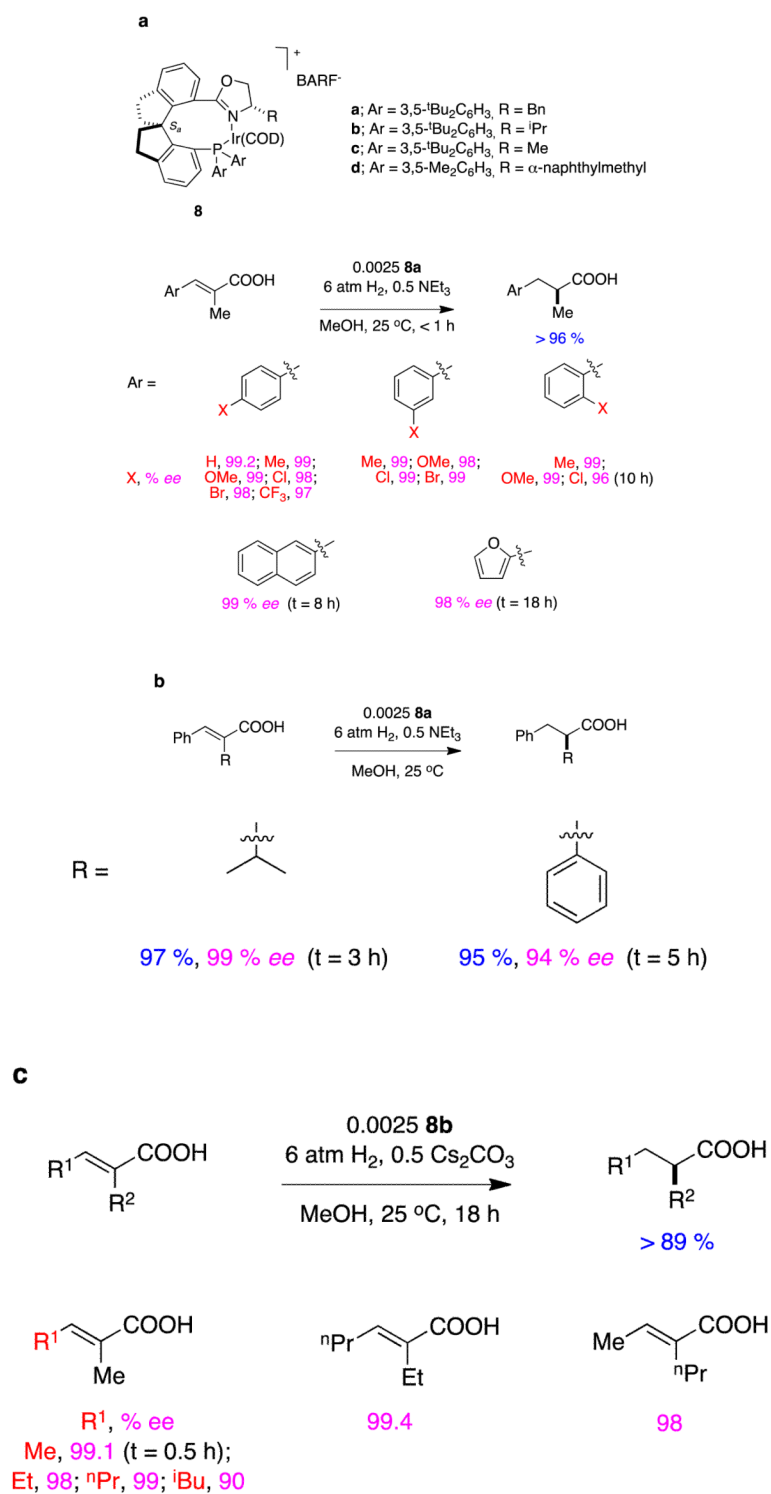 a
]+
BARF-
O
N
R
Sa
Ir(COD)
P
Ar
Ar
8
a; Ar = 3,5-tBu2C6H3, R = Bn
b; Ar = 3,5-tBu2C6H3, R = iPr
c; Ar = 3,5-tBu2C6H3, R = Me
d; Ar = 3,5-Me2C6H3, R = α-naphthylmethyl
Ar
COOH
Me
0.0025 8a
6 atm H2, 0.5 NEt3
MeOH, 25 oC, < 1 h
Ar
COOH
Me
> 96 %
Ar =
X
X
X
X, % ee
H, 99.2; Me, 99;
OMe, 99; Cl, 98;
Br, 98; CF3, 97
Me, 99; OMe, 98;
Cl, 99; Br, 99
Me, 99;
OMe, 99; Cl, 96 (10 h)
99 % ee (t = 8 h)
O
98 % ee (t = 18 h)
b
Ph
COOH
R
0.0025 8a
6 atm H2, 0.5 NEt3
MeOH, 25 oC
Ph
COOH
R
R =
97 %, 99 % ee (t = 3 h)
95 %, 94 % ee (t = 5 h)
c
R1
COOH
R2
0.0025 8b
6 atm H2, 0.5 Cs2CO3
MeOH, 25 oC, 18 h
R1
COOH
R2
> 89 %
R1
COOH
Me
R1, % ee
Me, 99.1 (t = 0.5 h);
Et, 98; nPr, 99; iBu, 90
nPr
COOH
Et
99.4
Me
COOH
nPr
98